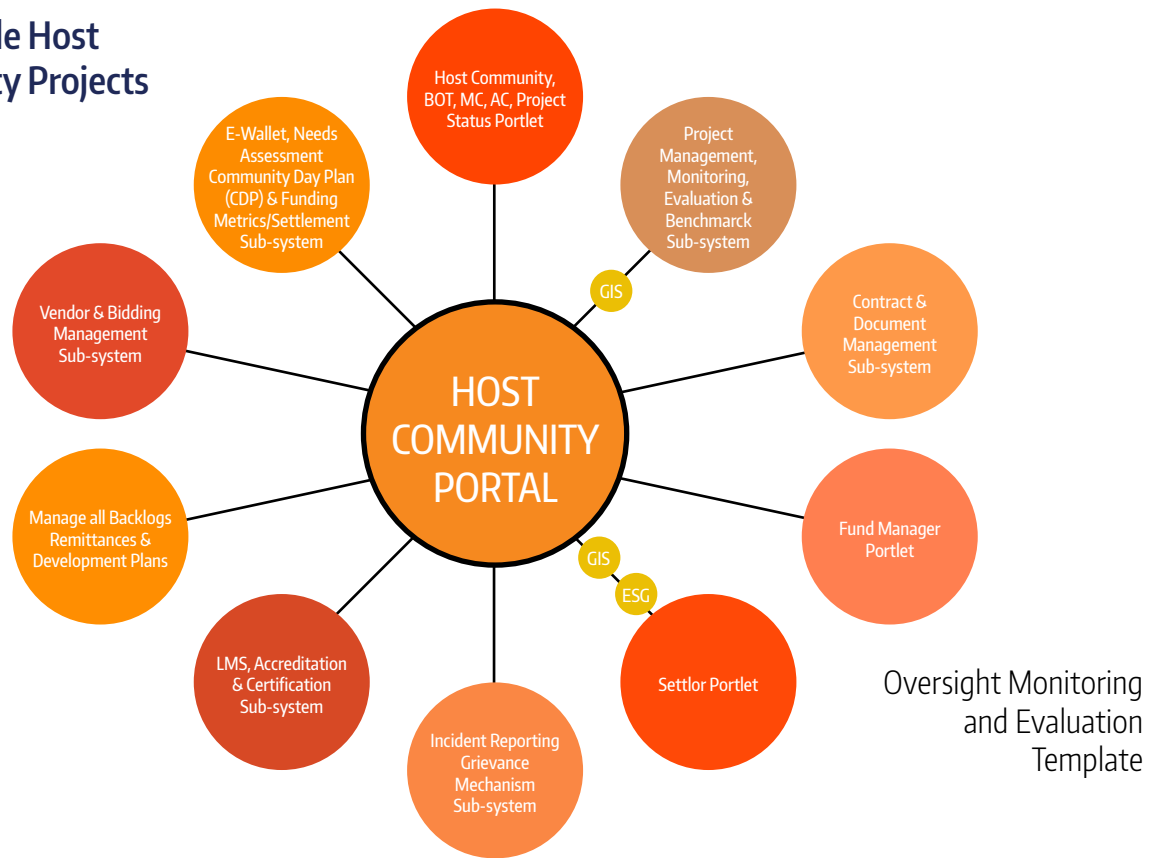 Host
Projects
Host Community,
BOT, MC, AC, Project
Status Portlet
E-Wallet, Needs
Assessment
Community Day Plan
(CDP) & Funding
Metrics/Settlement
Sub-system
Project
Management,
Monitoring,
Evaluation &
Benchmarck
Sub-system
GIS
Vendor & Bidding
Management
Sub-system
Contract &
Document
Management
Sub-system
HOST
COMMUNITY
PORTAL
Manage all Backlogs
Remittances &
Development Plans
Fund Manager
Portlet
GIS
ESG
LMS, Accreditation
& Certification
Sub-system
Settlor Portlet
Incident Reporting
Grievance
Mechanism
Sub-system
Oversight Monitoring
and Evaluation
Template